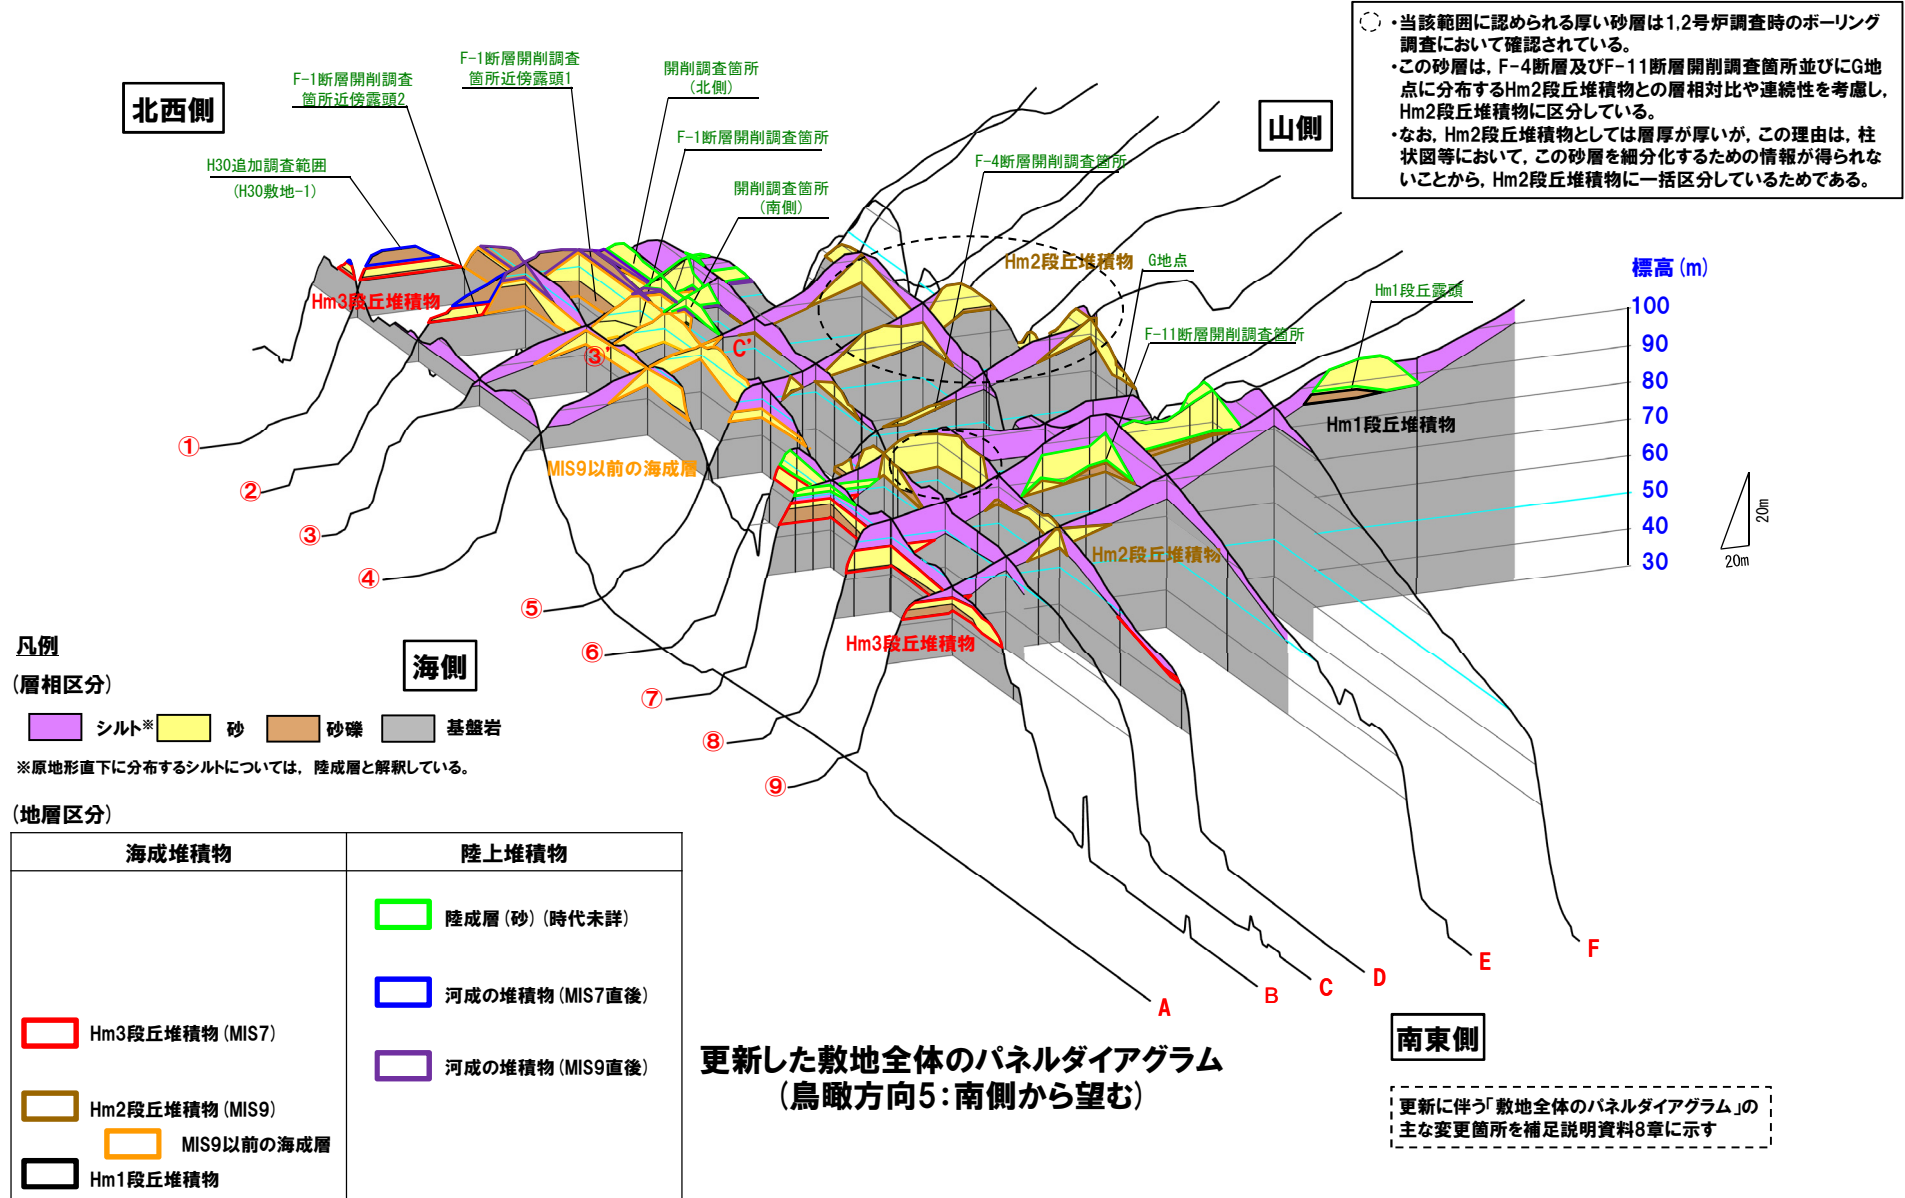 ・当該範囲に認められる厚い砂層は1,2号炉調査時のボーリング
調査において確認されている。
・この砂層は，F-4断層及びF-11断層開削調査箇所並びにG地
点に分布するHm2段丘堆積物との層相対比や連続性を考慮し，
Hm2段丘堆積物に区分している。
・なお，Hm2段丘堆積物としては層厚が厚いが，この理由は，柱
状図等において，この砂層を細分化するための情報が得られな
いことから，Hm2段丘堆積物に一括区分しているためである。
北西側
F-1断層開削調査
箇所近傍露頭2
F-1断層開削調査
箇所近傍露頭1
開削調査箇所
(北側)
F-1断層開削調査箇所
開削調査箇所
(南側)
H30追加調査範囲
(H30敷地-1)
山側
F-4断層開削調査箇所
Hm2段丘堆積物
G地点
Hm1段丘露頭
F-11断層開削調査箇所
標高(m)
100
90
80
70
60
50
40
30
20m
20m
Hm3段丘堆積物
③'
C'
Hm1段丘堆積物
MIS9以前の海成層
Hm2段丘堆積物
Hm3段丘堆積物
①
②
③
④
⑤
⑥
⑦
⑧
⑨
海側
A
B
C
D
E
F
南東側
凡例
(層相区分)
シルト※
砂
砂礫
基盤岩
※原地形直下に分布するシルトについては，陸成層と解釈している。
(地層区分)
海成堆積物
陸上堆積物
陸成層(砂)(時代未詳)
河成の堆積物(MIS7直後)
Hm3段丘堆積物(MIS7)
河成の堆積物(MIS9直後)
Hm2段丘堆積物(MIS9)
MIS9以前の海成層
Hm1段丘堆積物
更新した敷地全体のパネルダイアグラム
(鳥瞰方向5：南側から望む)
更新に伴う「敷地全体のパネルダイアグラム」の
主な変更箇所を補足説明資料8章に示す